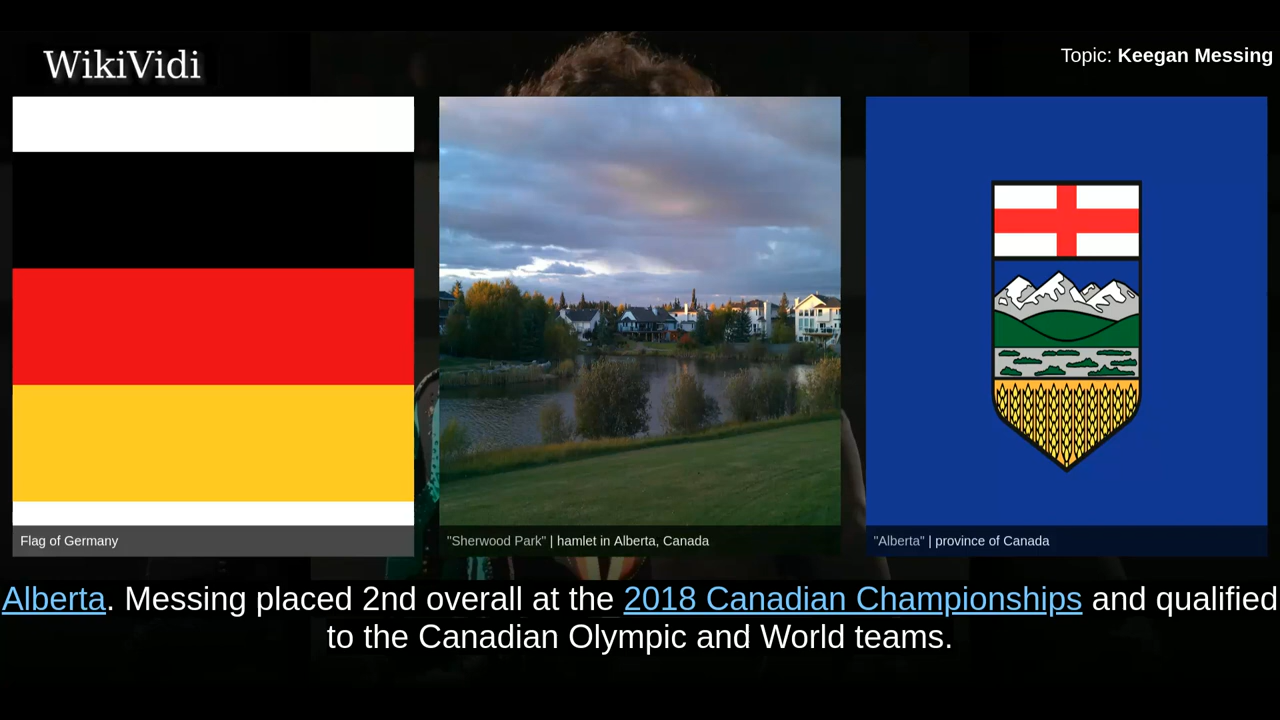 WikiVidi
Topic: Keegan Messing
Flag of Germany
"Sherwood Park" | hamlet in Alberta, Canada
"Alberta" | province of Canada
Alberta. Messing placed 2nd overall at the 2018 Canadian Championships and qualified
to the Canadian Olympic and World teams.